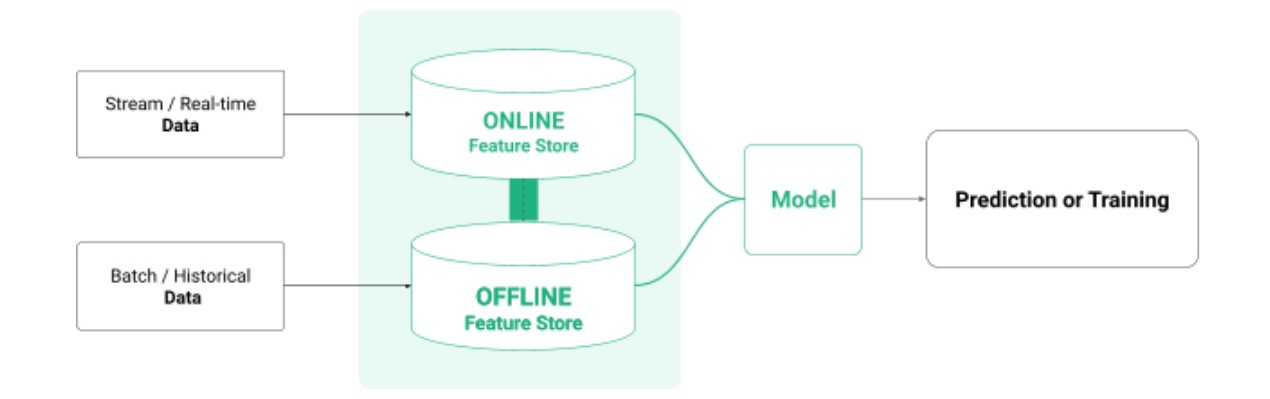 Stream / Real-time
Data
ONLINE
Feature Store
Model
Prediction or Training
Batch / Historical
Data
OFFLINE
Feature Store